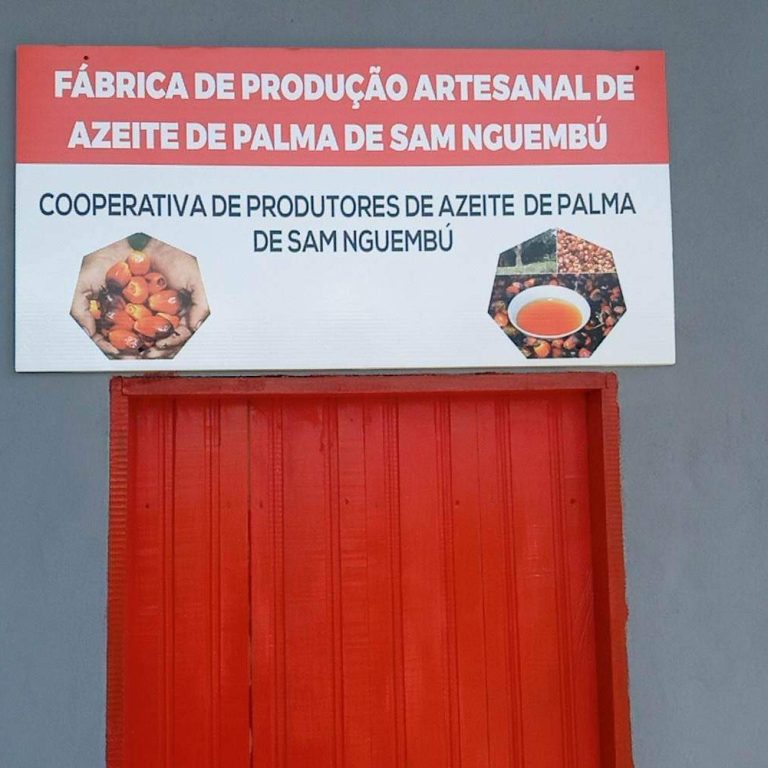 FÁBRICA DE PRODUÇÃO ARTESANAL DE
AZEITE DE PALMA DE SAM NGUEMBÚ
COOPERATIVA DE PRODUTORES DE AZEITE DE PALMA
DE SAM NGUEMBÚ